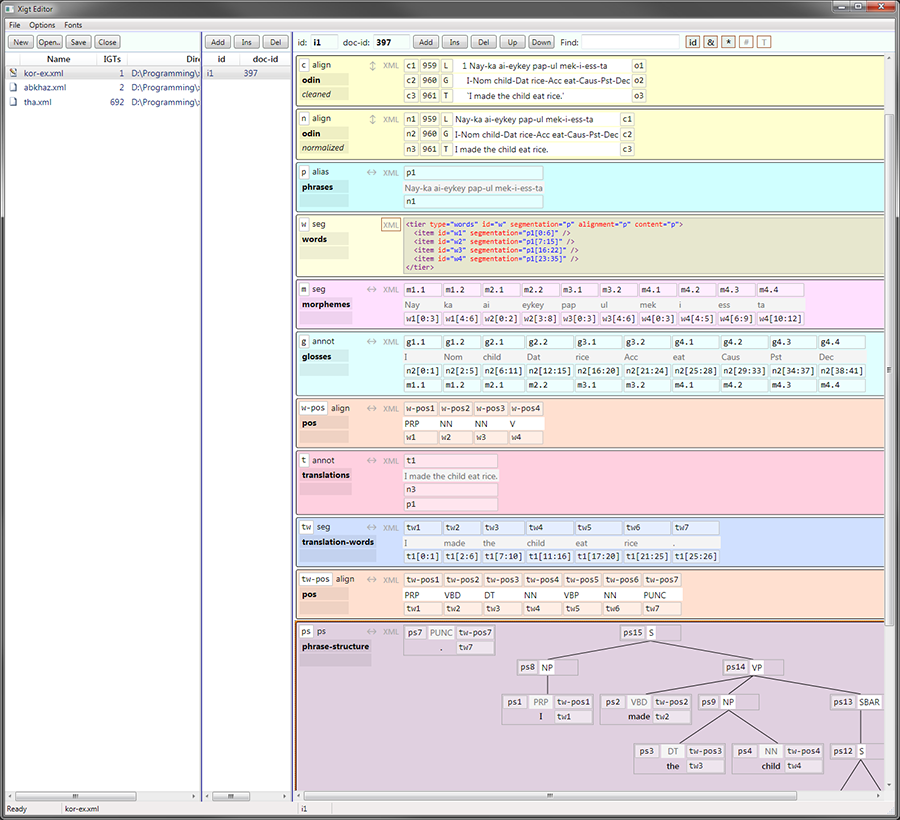 Xigt Editor
File Options Fonts
New Open.. Save Close Add Ins Del id: i1 doc-id: 397 Add Ins Del Up Down Find: id & * # T
Name IGTs Dir
kor-ex.xml 1 D:\Programming\x
abkhaz.xml 2 D:\Programming\x
tha.xml 692 D:\Programming\x
id doc-id
i1 397
c align XML c1 959 L 1 Nay-ka ai-eykey pap-ul mek-i-ess-ta o1
odin c2 960 G I-Nom child-Dat rice-Acc eat-Caus-Pst-Dec o2
cleaned c3 961 T 'I made the child eat rice.' o3
n align XML n1 959 L Nay-ka ai-eykey pap-ul mek-i-ess-ta c1
odin n2 960 G I-Nom child-Dat rice-Acc eat-Caus-Pst-Dec c2
normalized n3 961 T I made the child eat rice. c3
p alias XML p1
phrases Nay-ka ai-eykey pap-ul mek-i-ess-ta
n1
w seg XML <tier type="words" id="w" segmentation="p" alignment="p" content="p">
<item id="w1" segmentation="p1[0:6]" />
words <item id="w2" segmentation="p1[7:15]" />
<item id="w3" segmentation="p1[16:22]" />
<item id="w4" segmentation="p1[23:35]" />
</tier>
m seg XML m1.1 m1.2 m2.1 m2.2 m3.1 m3.2 m4.1 m4.2 m4.3 m4.4
morphemes Nay ka ai eykey pap ul mek i ess ta
w1[0:3] w1[4:6] w2[0:2] w2[3:8] w3[0:3] w3[4:6] w4[0:3] w4[4:5] w4[6:9] w4[10:12]
g annot XML g1.1 g1.2 g2.1 g2.2 g3.1 g3.2 g4.1 g4.2 g4.3 g4.4
glosses I Nom child Dat rice Acc eat Caus Pst Dec
n2[0:1] n2[2:5] n2[6:11] n2[12:15] n2[16:20] n2[21:24] n2[25:28] n2[29:33] n2[34:37] n2[38:41]
m1.1 m1.2 m2.1 m2.2 m3.1 m3.2 m4.1 m4.2 m4.3 m4.4
w-pos align XML w-pos1 w-pos2 w-pos3 w-pos4
pos PRP NN NN V
w1 w2 w3 w4
t annot XML t1
translations I made the child eat rice.
n3
p1
tw seg XML tw1 tw2 tw3 tw4 tw5 tw6 tw7
translation-words I made the child eat rice .
t1[0:1] t1[2:6] t1[7:10] t1[11:16] t1[17:20] t1[21:25] t1[25:26]
tw-pos align XML tw-pos1 tw-pos2 tw-pos3 tw-pos4 tw-pos5 tw-pos6 tw-pos7
pos PRP VBD DT NN VBP NN PUNC
tw1 tw2 tw3 tw4 tw5 tw6 tw7
ps ps XML ps7 PUNC tw-pos7 ps15 S
phrase-structure . tw7
ps8 NP ps14 VP
ps1 PRP tw-pos1 ps2 VBD tw-pos2 ps9 NP ps13 SBAR
I tw1 made tw2
ps3 DT tw-pos3 ps4 NN tw-pos4 ps12 S
the tw3 child tw4
Ready kor-ex.xml i1